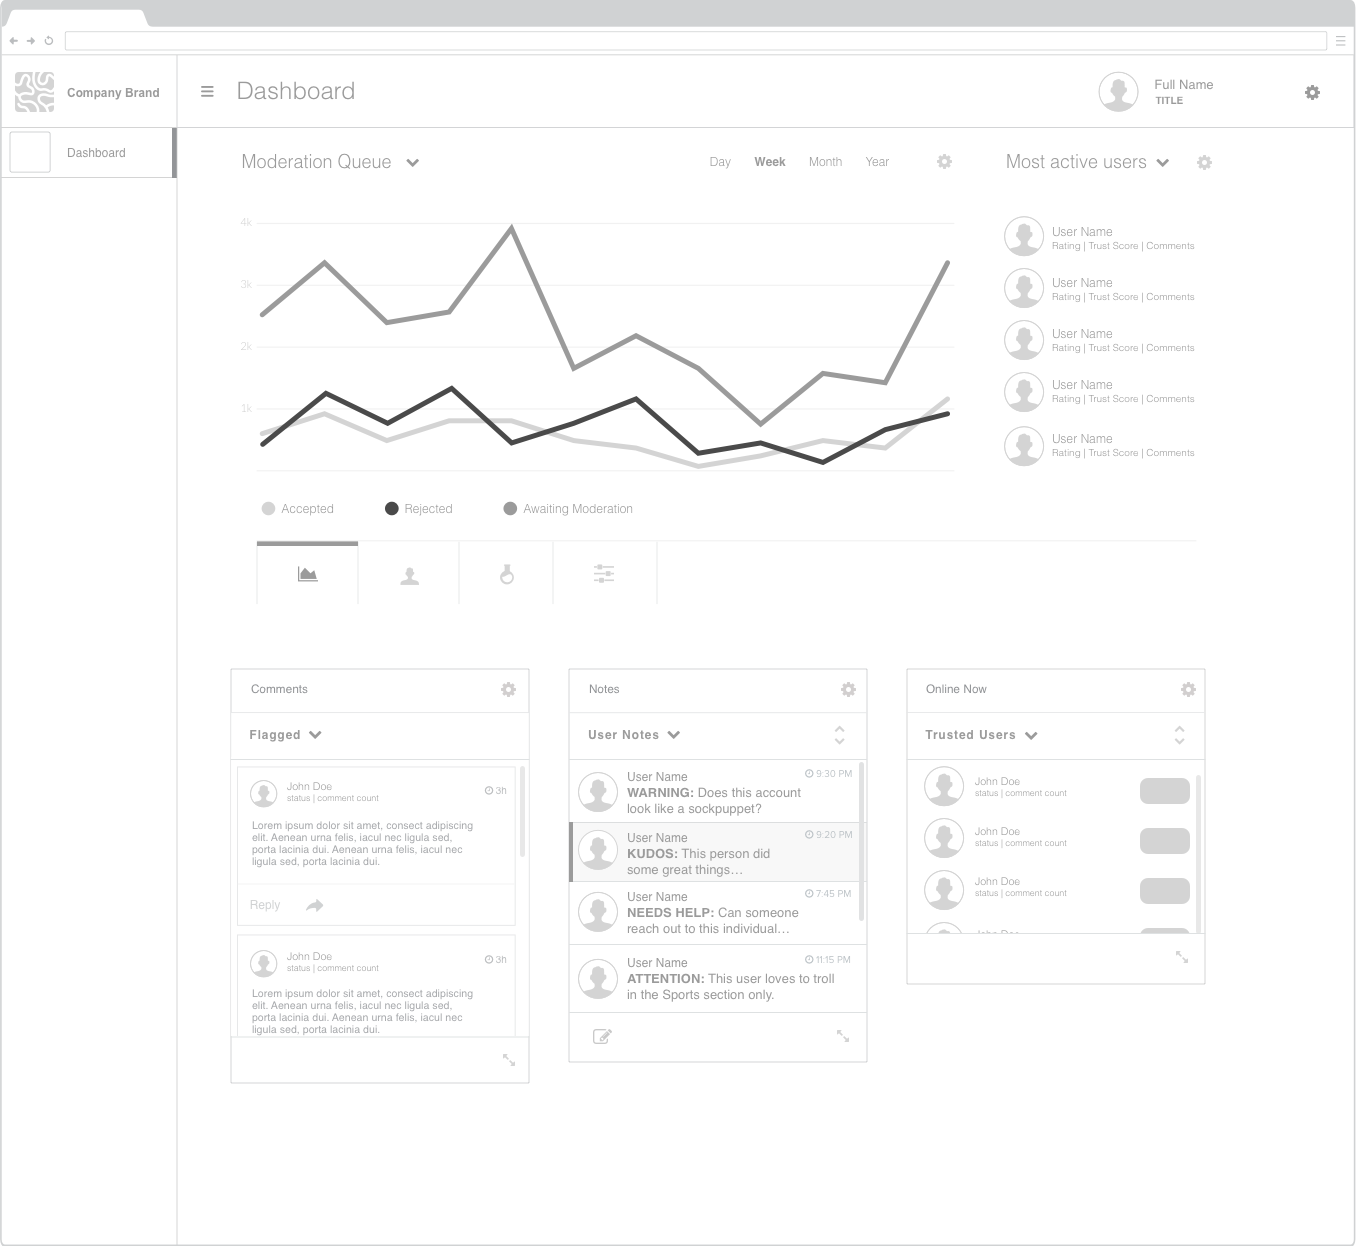 Company Brand
Dashboard
Full Name
TITLE
Dashboard
Moderation Queue
Day Week Month Year
Most active users
4k
3k
2k
1k
User Name
Rating | Trust Score | Comments
User Name
Rating | Trust Score | Comments
User Name
Rating | Trust Score | Comments
User Name
Rating | Trust Score | Comments
User Name
Rating | Trust Score | Comments
Accepted
Rejected
Awaiting Moderation
Comments
Flagged
John Doe
status | comment count
3h
Lorem ipsum dolor sit amet, consect adipiscing
elit. Aenean urna felis, iacul nec ligula sed,
porta lacinia dui. Aenean urna felis, iacul nec
ligula sed, porta lacinia dui.
Reply
John Doe
status | comment count
3h
Lorem ipsum dolor sit amet, consect adipiscing
elit. Aenean urna felis, iacul nec ligula sed,
porta lacinia dui. Aenean urna felis, iacul nec
ligula sed, porta lacinia dui.
Notes
User Notes
User Name
9:30 PM
WARNING: Does this account
look like a sockpuppet?
User Name
9:20 PM
KUDOS: This person did
some great things...
User Name
7:45 PM
NEEDS HELP: Can someone
reach out to this individual...
User Name
11:15 PM
ATTENTION: This user loves to troll
in the Sports section only.
Online Now
Trusted Users
John Doe
status | comment count
John Doe
status | comment count
John Doe
status | comment count
John Doe